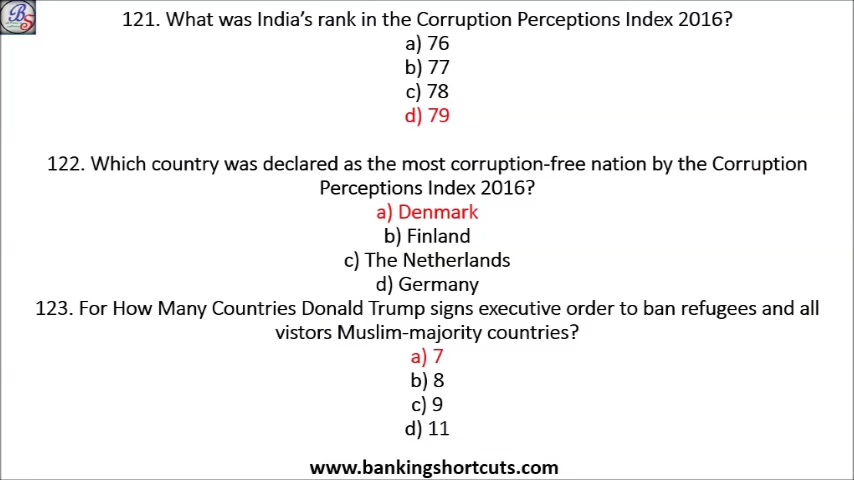 BS
121. What was India's rank in the Corruption Perceptions Index 2016?
a) 76
b) 77
c) 78
d) 79
122. Which country was declared as the most corruption-free nation by the Corruption
Perceptions Index 2016?
a) Denmark
b) Finland
c) The Netherlands
d) Germany
123. For How Many Countries Donald Trump signs executive order to ban refugees and all
vistors Muslim-majority countries?
a) 7
b) 8
c) 9
d) 11
www.bankingshortcuts.com